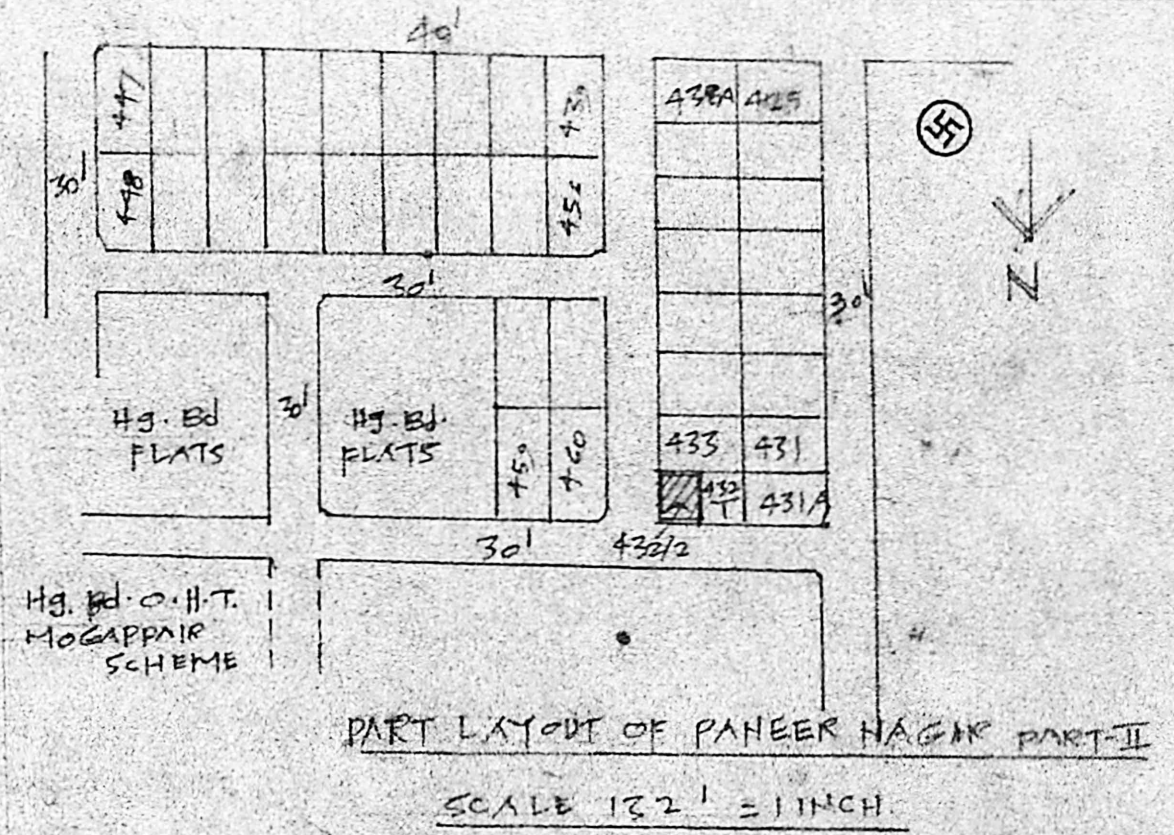 40'
447
439
438A 425
30'
448
452
30'
30'
N
Hg. Bd
FLATS
30'
Hg. Bd.
FLATS
459
460
433 431
432/1 431A
30'
432/2
Hg. Bd. O.H.T.
MOGAPPAIR
SCHEME
PART LAYOUT OF PANEER NAGAR PART-II
SCALE 132' = 1 INCH.